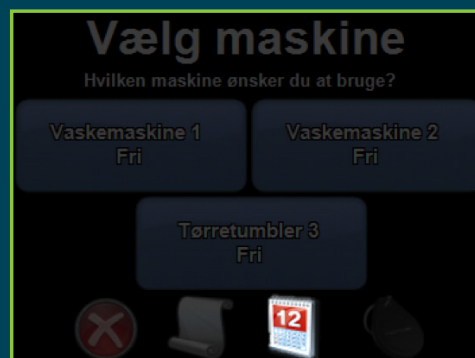 Vælg maskine
Hvilken maskine ønsker du at bruge?
Vaskemaskine 1
Fri
Vaskemaskine 2
Fri
Tørretumbler 3
Fri
12